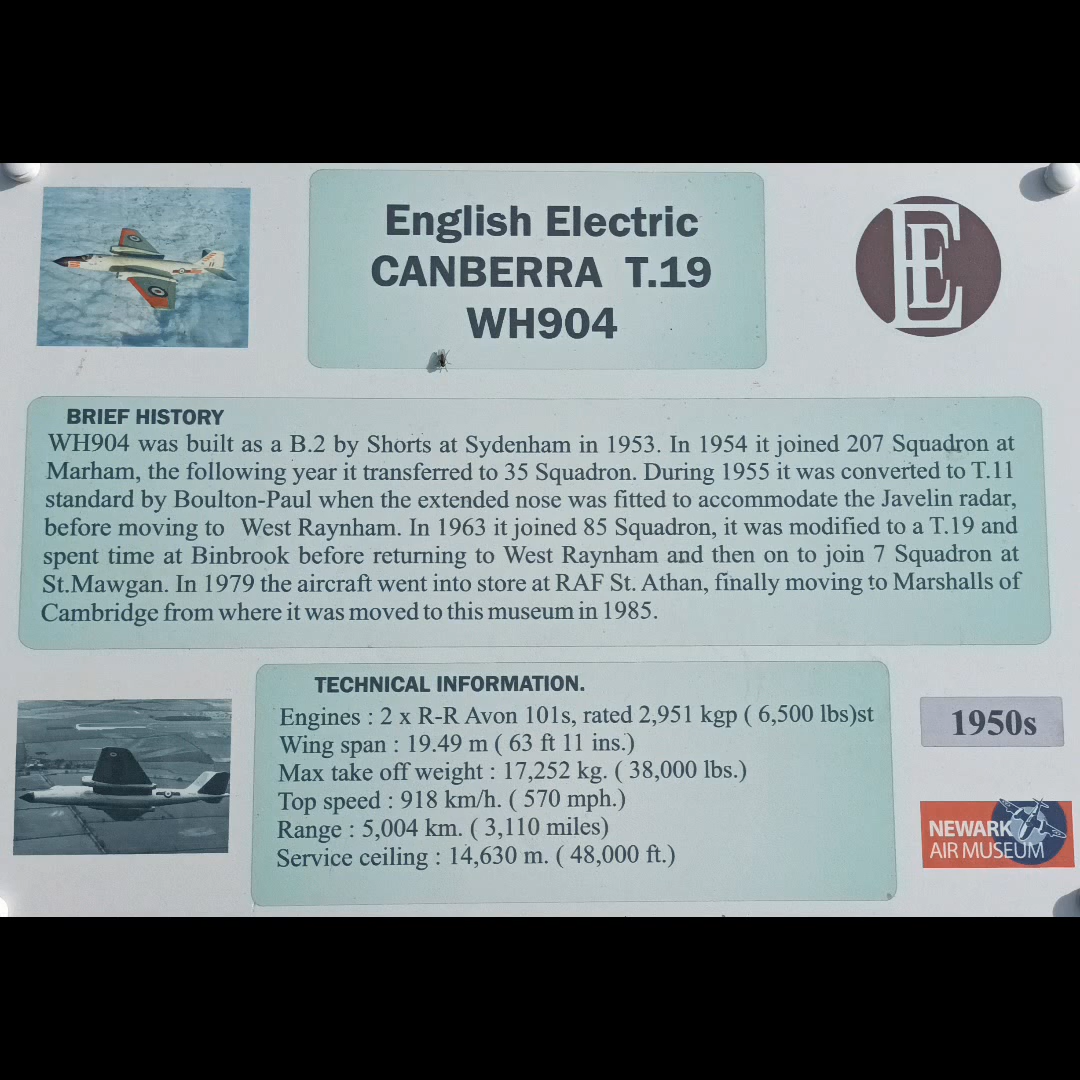 English Electric
CANBERRA T.19
WH904
E
E
BRIEF HISTORY
WH904 was built as a B.2 by Shorts at Sydenham in 1953. In 1954 it joined 207 Squadron at
Marham, the following year it transferred to 35 Squadron. During 1955 it was converted to T.11
standard by Boulton-Paul when the extended nose was fitted to accommodate the Javelin radar,
before moving to West Raynham. In 1963 it joined 85 Squadron, it was modified to a T.19 and
spent time at Binbrook before returning to West Raynham and then on to join 7 Squadron at
St.Mawgan. In 1979 the aircraft went into store at RAF St. Athan, finally moving to Marshalls of
Cambridge from where it was moved to this museum in 1985.
TECHNICAL INFORMATION.
Engines : 2 x R-R Avon 101s, rated 2,951 kgp ( 6,500 lbs)st
Wing span : 19.49 m ( 63 ft 11 ins.)
Max take off weight : 17,252 kg. ( 38,000 lbs.)
Top speed : 918 km/h. ( 570 mph.)
Range : 5,004 km. ( 3,110 miles)
Service ceiling : 14,630 m. ( 48,000 ft.)
1950s
NEWARK
AIR MUSEUM